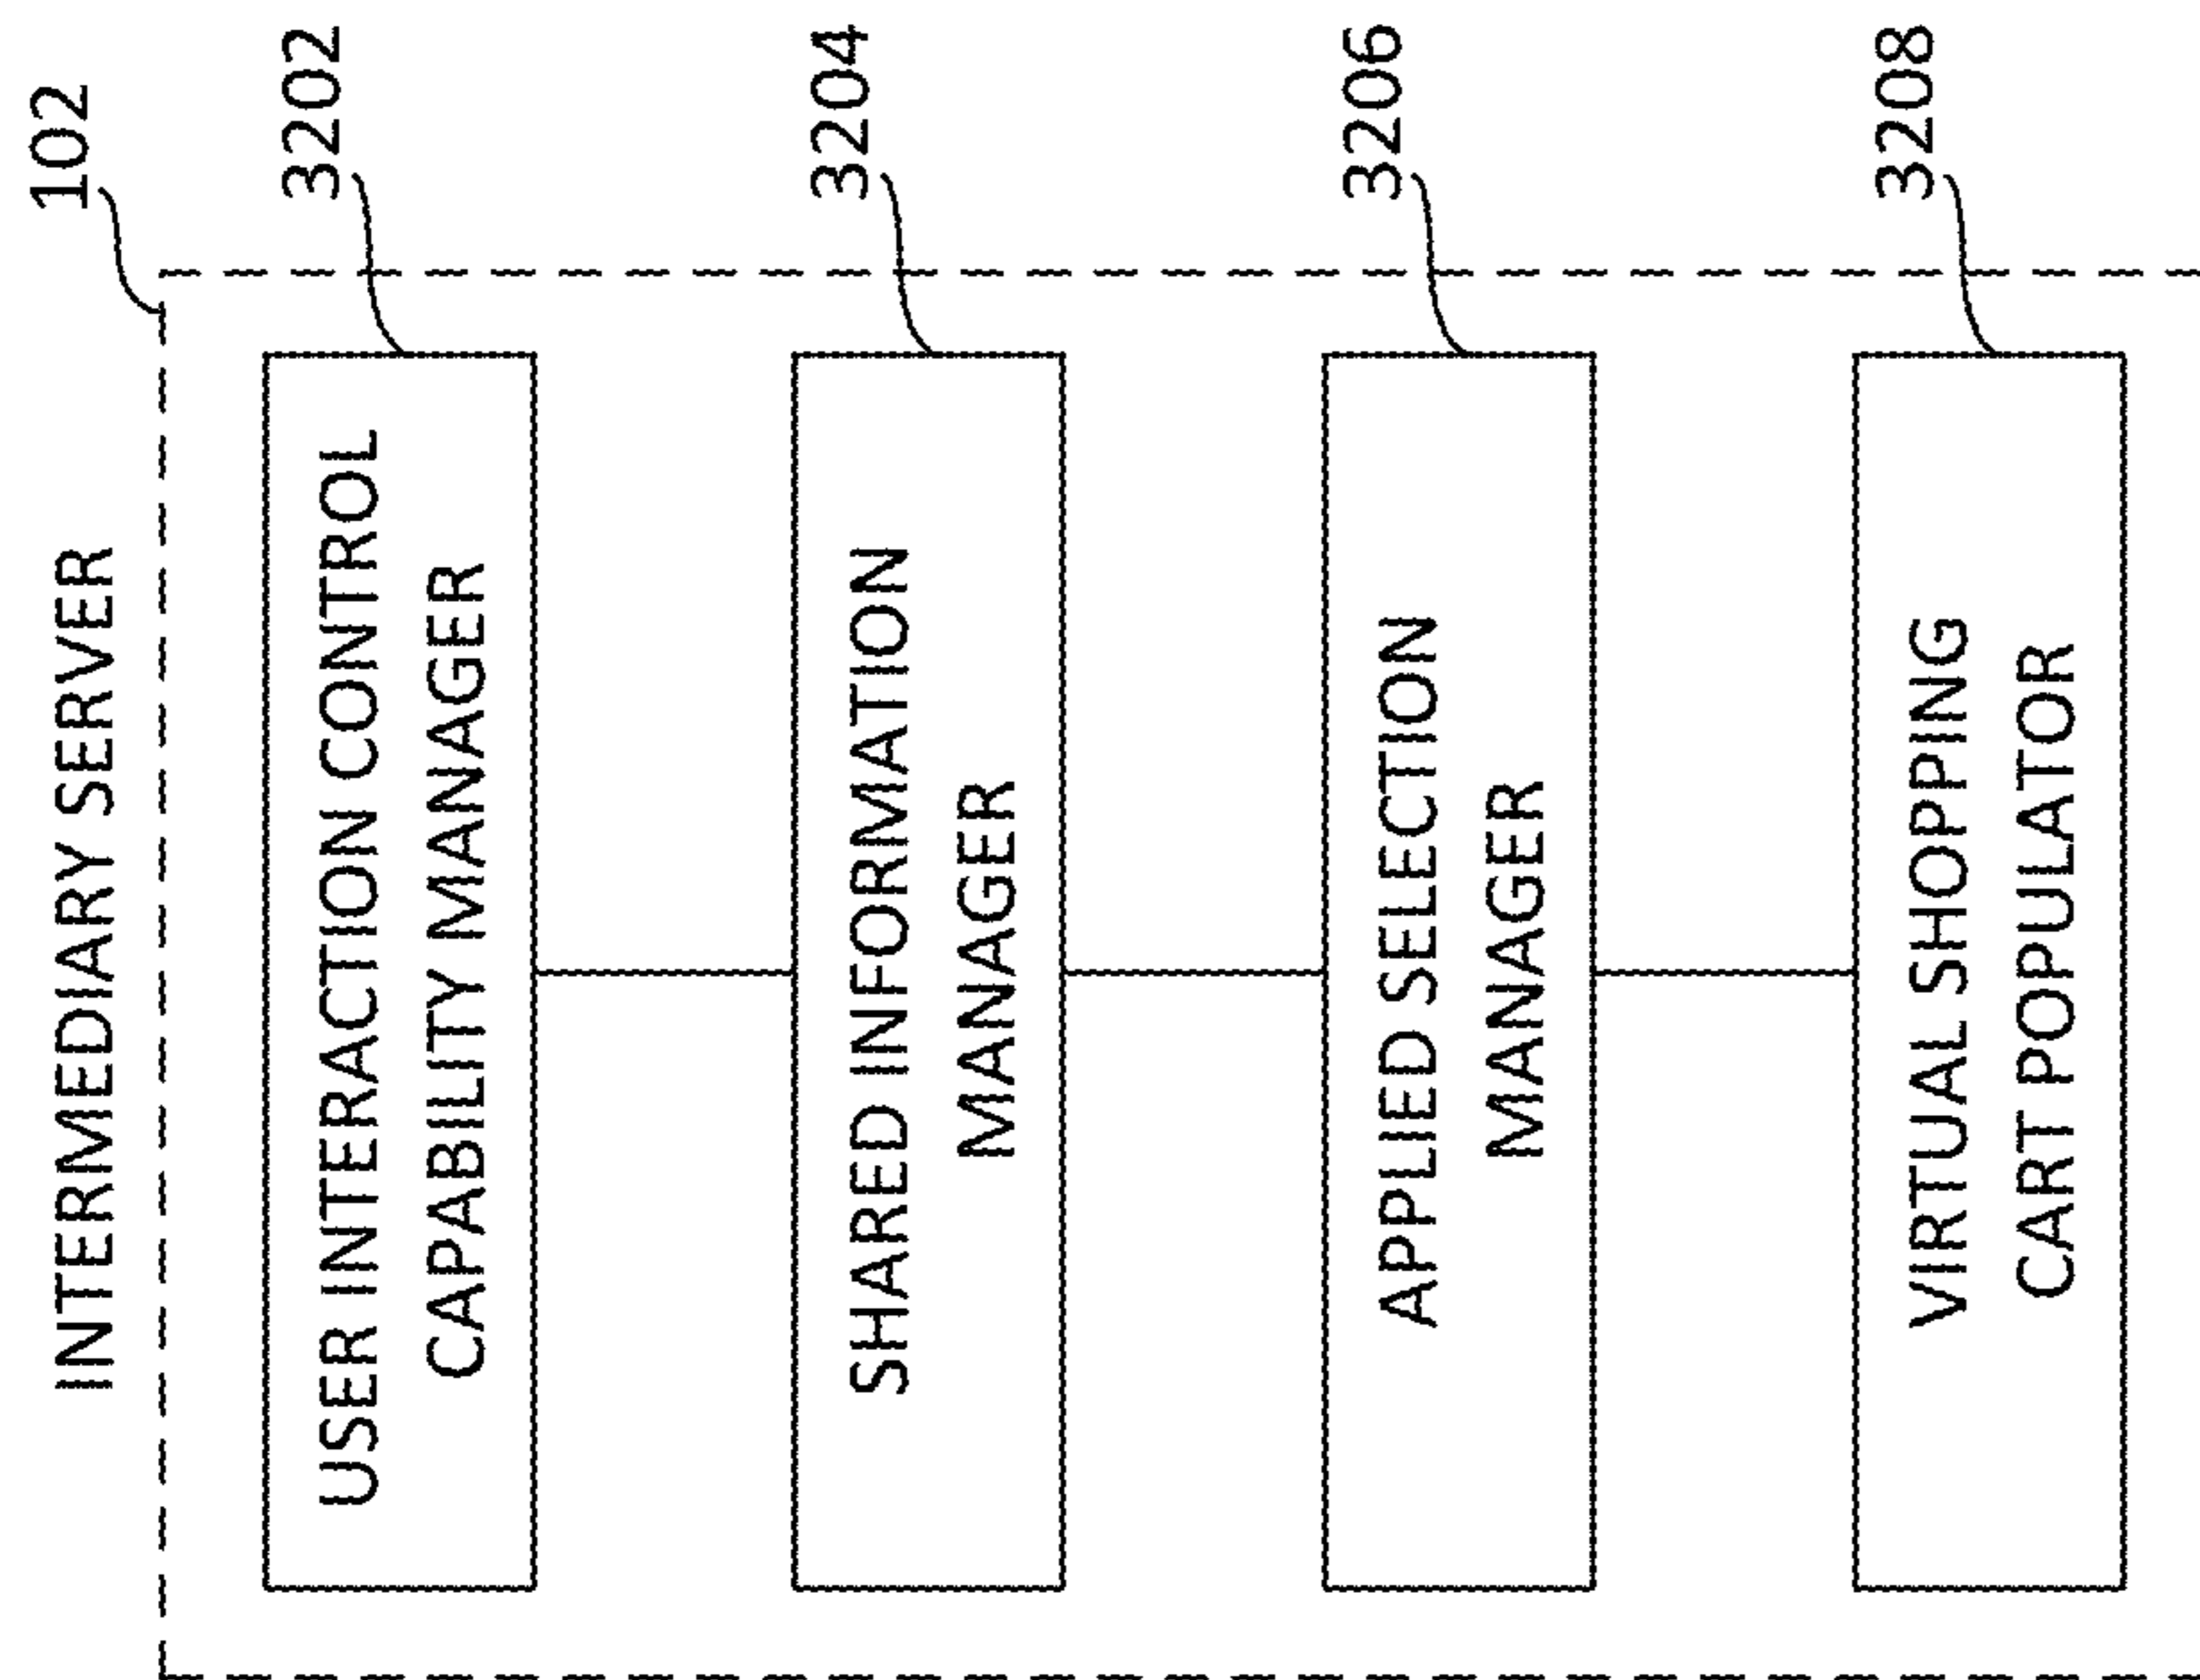 INTERMEDIARY SERVER
102
USER INTERACTION CONTROL
CAPABILITY MANAGER
3202
SHARED INFORMATION
MANAGER
3204
APPLIED SELECTION
MANAGER
3206
VIRTUAL SHOPPING
CART POPULATOR
3208